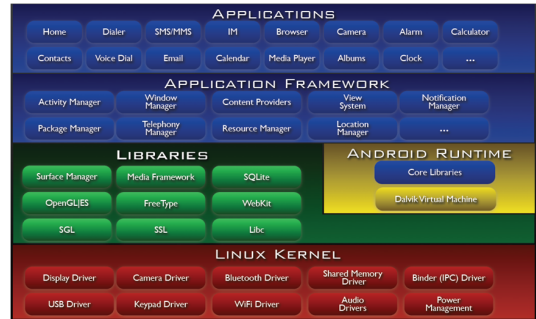 APPLICATIONS
Home Dialer SMS/MMS IM Browser Camera Alarm Calculator
Contacts Voice Dial Email Calendar Media Player Albums Clock ...
APPLICATION FRAMEWORK
Activity Manager Window Manager Content Providers View System Notification Manager
Package Manager Telephony Manager Resource Manager Location Manager ...
LIBRARIES
Surface Manager Media Framework SQLite
OpenGL|ES FreeType WebKit
SGL SSL Libc
ANDROID RUNTIME
Core Libraries
Dalvik Virtual Machine
LINUX KERNEL
Display Driver Camera Driver Bluetooth Driver Shared Memory Driver Binder (IPC) Driver
USB Driver Keypad Driver WiFi Driver Audio Drivers Power Management